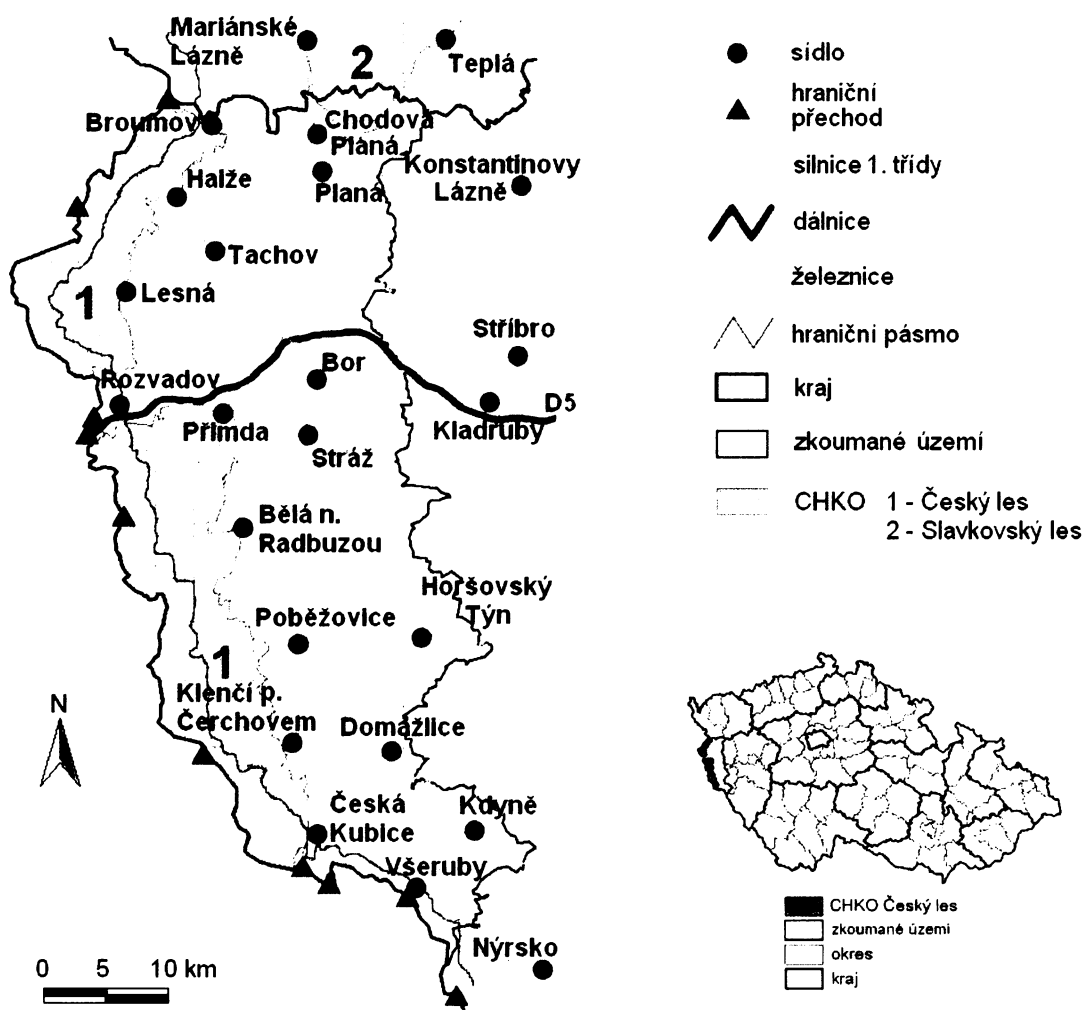 Mariánské
Lázně
2
Teplá
Broumov
Chodová
Planá
Konstantinovy
Lázně
Halže
Planá
Tachov
1
Lesná
Stříbro
Rozvadov
Bor
D5
Přimda
Kladruby
Stráž
Bělá n.
Radbuzou
Horšovský
Týn
Poběžovice
1
Klenčí p.
Čerchovem
Domažlice
N
Česká
Kubice
Kdyně
Všeruby
Nýrsko
0 5 10 km
sídlo
hraniční
přechod
silnice 1. třídy
dálnice
železnice
hraniční pásmo
kraj
zkoumané území
CHKO 1 - Český les
2 - Slavkovský les
CHKO Český les
zkoumané území
okres
kraj